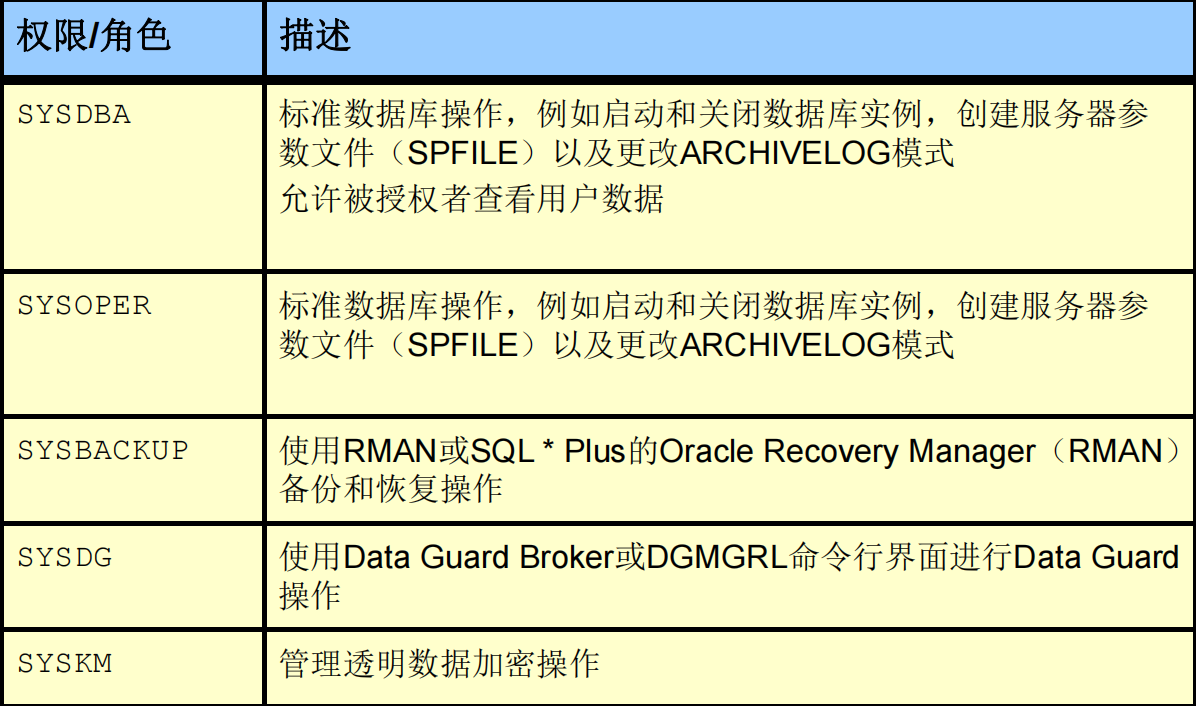 权限/角色
描述
SYSDBA
标准数据库操作，例如启动和关闭数据库实例，创建服务器参
数文件（SPFILE）以及更改ARCHIVELOG模式
允许被授权者查看用户数据
SYSOPER
标准数据库操作，例如启动和关闭数据库实例，创建服务器参
数文件（SPFILE）以及更改ARCHIVELOG模式
SYSBACKUP
使用RMAN或SQL * Plus的Oracle Recovery Manager（RMAN）
备份和恢复操作
SYSDG
使用Data Guard Broker或DGMGRL命令行界面进行Data Guard
操作
SYSKM
管理透明数据加密操作